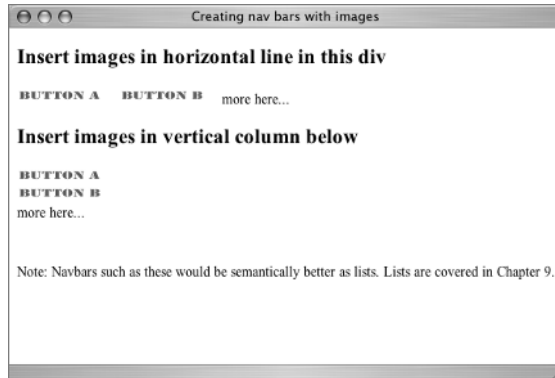 Creating nav bars with images
Insert images in horizontal line in this div
BUTTON A BUTTON B more here...
Insert images in vertical column below
BUTTON A
BUTTON B
more here...
Note: Navbars such as these would be semantically better as lists. Lists are covered in Chapter 9.